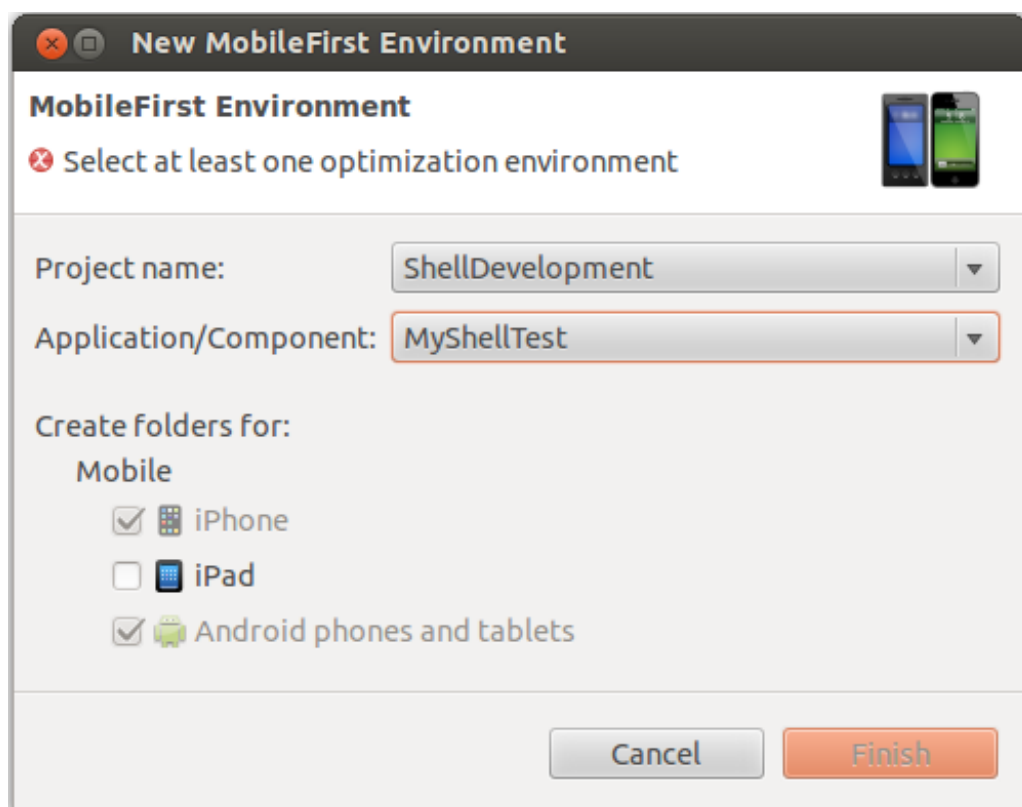 New MobileFirst Environment
MobileFirst Environment
Select at least one optimization environment
Project name: ShellDevelopment
Application/Component: MyShellTest
Create folders for:
Mobile
iPhone
iPad
Android phones and tablets
Cancel Finish